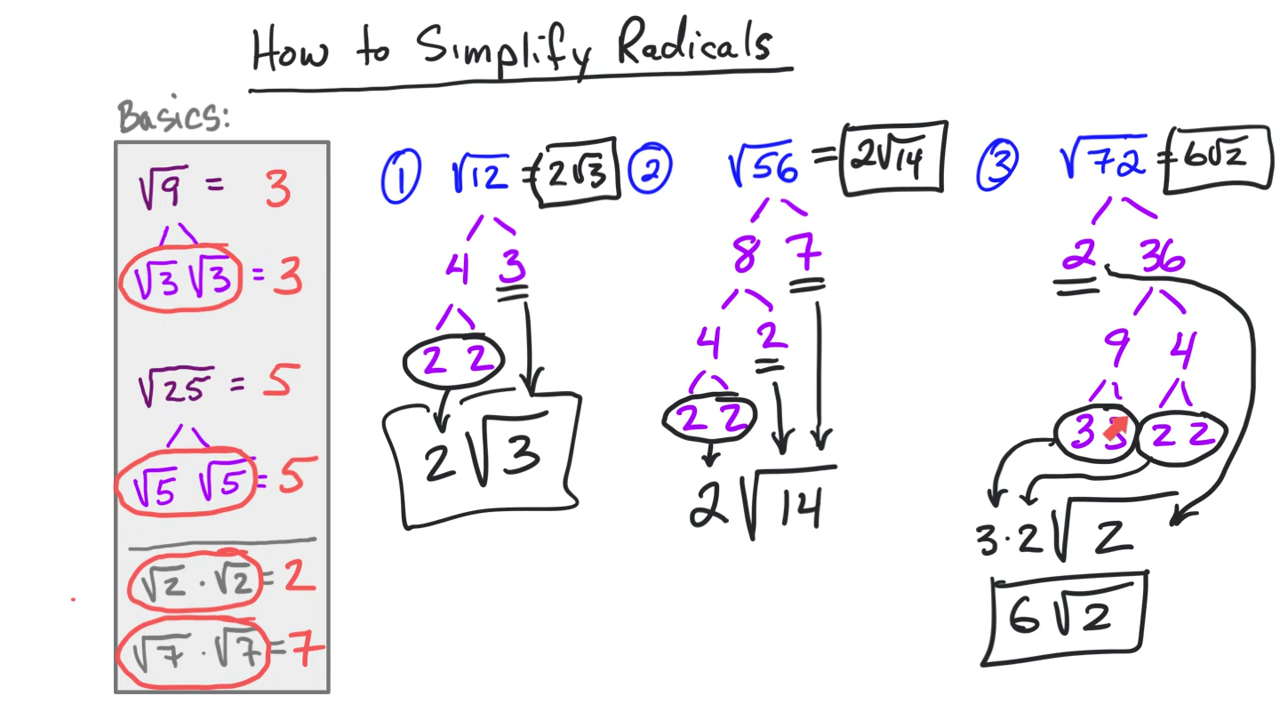 How to Simplify Radicals
Basics:
√9 = 3
√3 √3 = 3
√25 = 5
√5 √5 = 5
√2 · √2 = 2
√7 · √7 = 7
① √12 = 2√3
4 3
2 2
2√3
② √56 = 2√14
8 7
4 2
2 2
2√14
③ √72 = 6√2
2 36
9 4
3 3 2 2
3·2√2
6√2